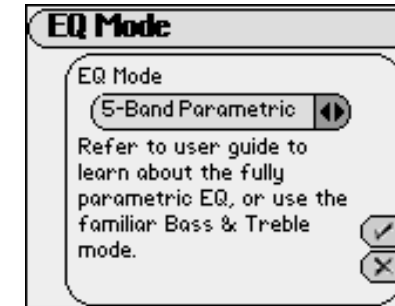 EQ Mode
EQ Mode
5-Band Parametric
Refer to user guide to
learn about the fully
parametric EQ, or use the
familiar Bass & Treble
mode.